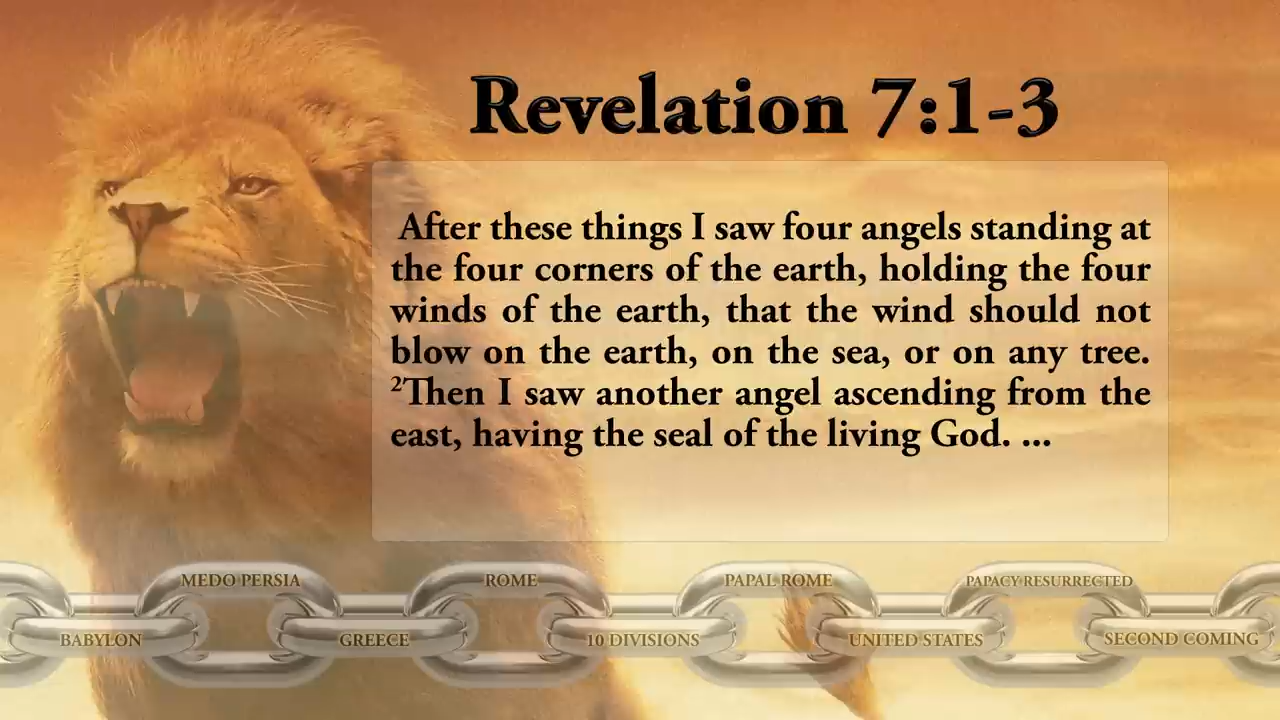 Revelation 7:1-3
After these things I saw four angels standing at
the four corners of the earth, holding the four
winds of the earth, that the wind should not
blow on the earth, on the sea, or on any tree.
²Then I saw another angel ascending from the
east, having the seal of the living God. ...
MEDO PERSIA ROME PAPAL ROME PAPACY RESURRECTED
BABYLON GREECE 10 DIVISIONS UNITED STATES SECOND COMING